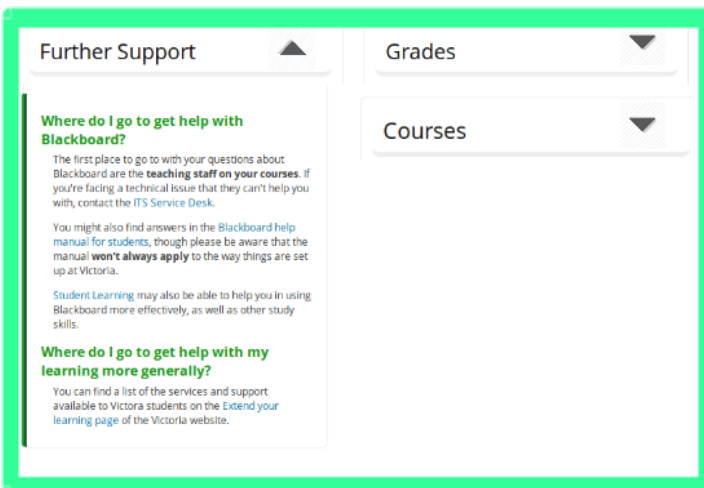 Further Support
Where do I go to get help with
Blackboard?
The first place to go to with your questions about
Blackboard are the teaching staff on your courses. If
you're facing a technical issue that they can't help you
with, contact the ITS Service Desk.
You might also find answers in the Blackboard help
manual for students, though please be aware that the
manual won't always apply to the way things are set
up at Victoria.
Student Learning may also be able to help you in using
Blackboard more effectively, as well as other study
skills.
Where do I go to get help with my
learning more generally?
You can find a list of the services and support
available to Victora students on the Extend your
learning page of the Victoria website.
Grades
Courses